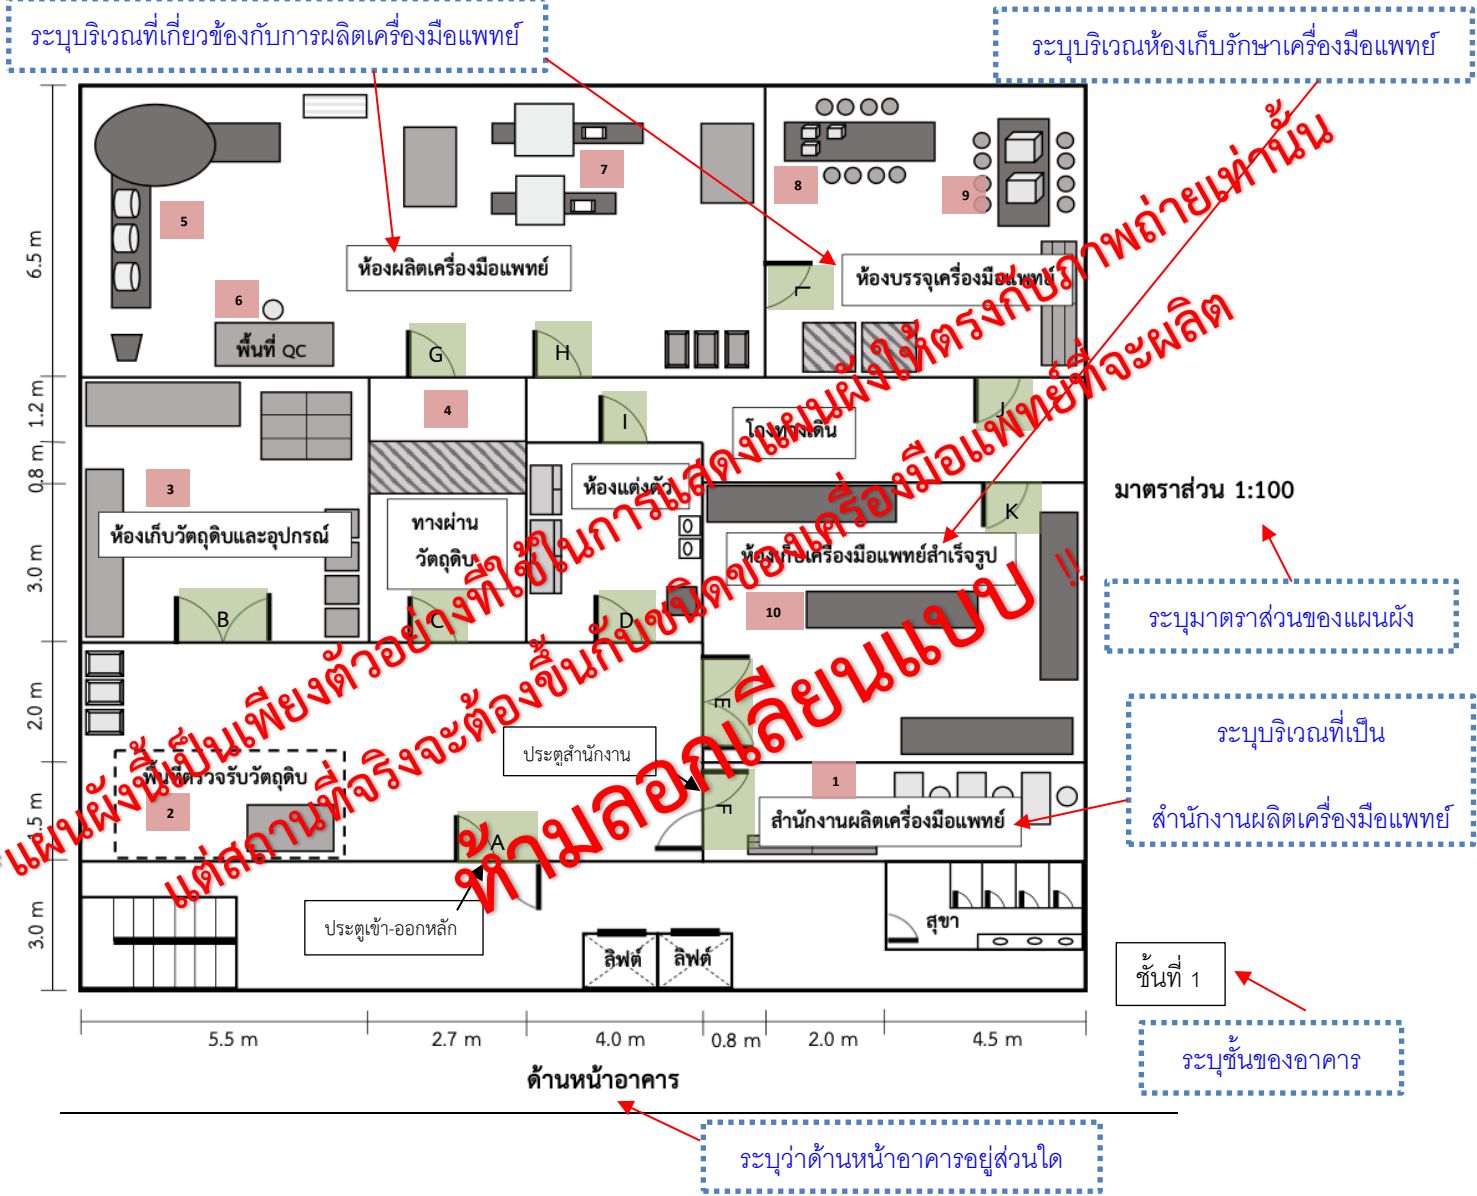 ระบุบริเวณที่เกี่ยวข้องกับการผลิตเครื่องมือแพทย์
ระบุบริเวณห้องเก็บรักษาเครื่องมือแพทย์
6.5 m
5
6
7
8
9
ห้องผลิตเครื่องมือแพทย์
ห้องบรรจุเครื่องมือแพทย์
พื้นที่ QC
G
H
L
1.2 m
4
I
J
โถงทางเดิน
0.8 m
3
ห้องแต่งตัว
K
มาตราส่วน 1:100
ห้องเก็บวัตถุดิบและอุปกรณ์
ทางผ่าน
วัตถุดิบ
ห้องเก็บเครื่องมือแพทย์สำเร็จรูป
3.0 m
10
B
C
D
ระบุมาตราส่วนของแผนผัง
2.0 m
E
ประตูสำนักงาน
ระบุบริเวณที่เป็น
สำนักงานผลิตเครื่องมือแพทย์
พื้นที่ตรวจรับวัตถุดิบ
1
2
1.5 m
F
สำนักงานผลิตเครื่องมือแพทย์
A
*แผนผังนี้เป็นเพียงตัวอย่างที่ใช้ในการแสดงแผนผังให้ตรงกับภาพถ่ายเท่านั้น
แต่สถานที่จริงจะต้องขึ้นกับชนิดของเครื่องมือแพทย์ที่จะผลิต
ห้ามลอกเลียนแบบ !!
3.0 m
ประตูเข้า-ออกหลัก
ลิฟต์
ลิฟต์
สุขา
ชั้นที่ 1
5.5 m
2.7 m
4.0 m
0.8 m
2.0 m
4.5 m
ระบุชั้นของอาคาร
ด้านหน้าอาคาร
ระบุว่าด้านหน้าอาคารอยู่ส่วนใด